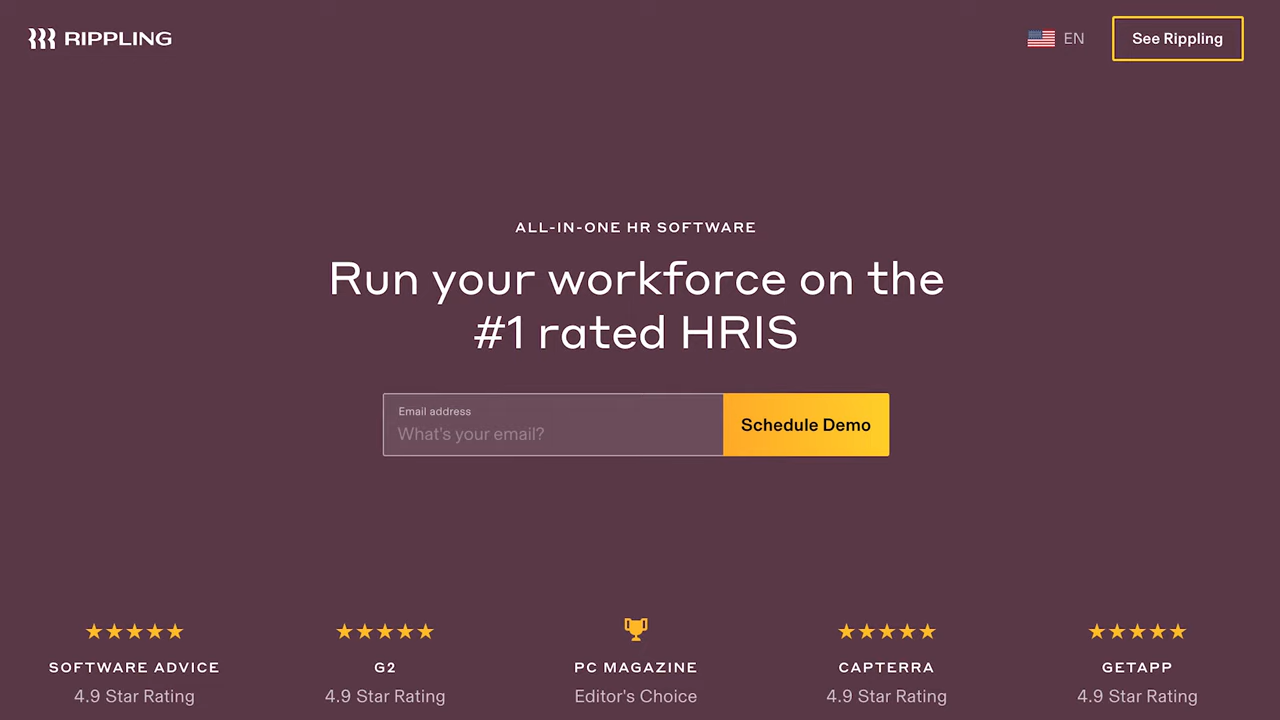 RIPPLING
EN
See Rippling
ALL-IN-ONE HR SOFTWARE
Run your workforce on the
#1 rated HRIS
Email address
What's your email?
Schedule Demo
SOFTWARE ADVICE
4.9 Star Rating
G2
4.9 Star Rating
PC MAGAZINE
Editor's Choice
CAPTERRA
4.9 Star Rating
GETAPP
4.9 Star Rating